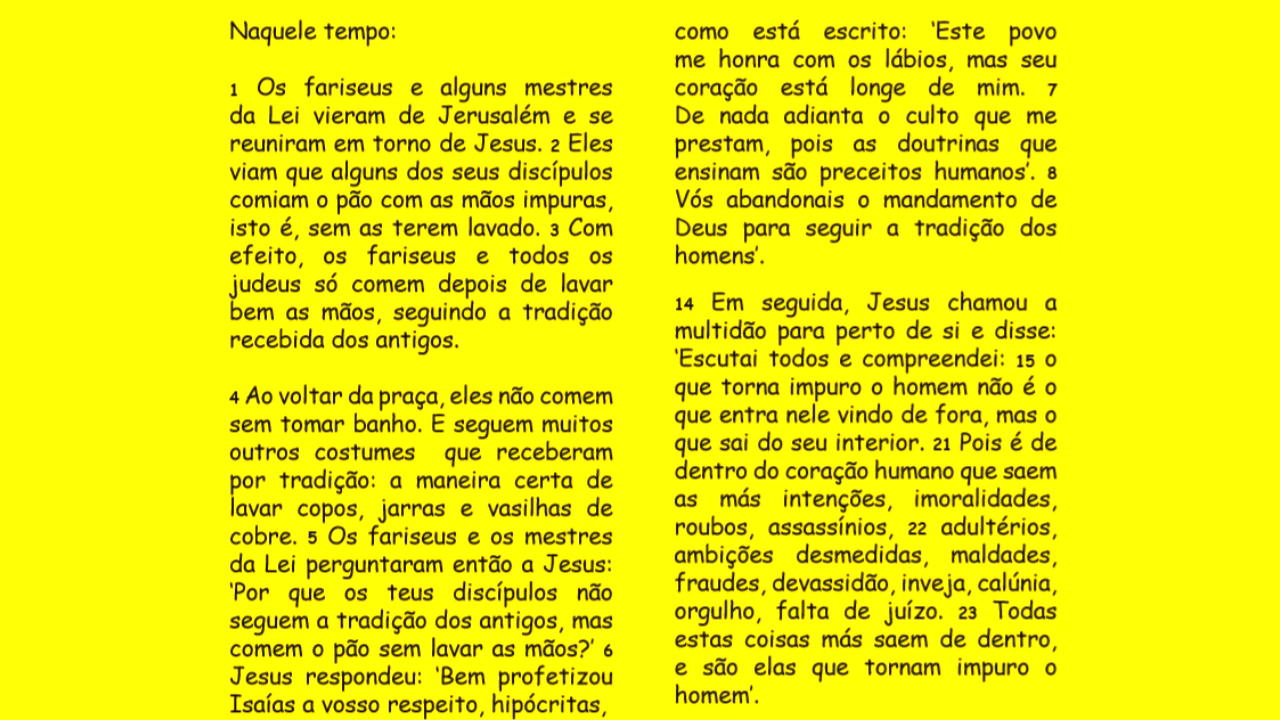 Naquele tempo:
1 Os fariseus e alguns mestres
da Lei vieram de Jerusalém e se
reuniram em torno de Jesus. 2 Eles
viam que alguns dos seus discípulos
comiam o pão com as mãos impuras,
isto é, sem as terem lavado. 3 Com
efeito, os fariseus e todos os
judeus só comem depois de lavar
bem as mãos, seguindo a tradição
recebida dos antigos.
4 Ao voltar da praça, eles não comem
sem tomar banho. E seguem muitos
outros costumes que receberam
por tradição: a maneira certa de
lavar copos, jarras e vasilhas de
cobre. 5 Os fariseus e os mestres
da Lei perguntaram então a Jesus:
‘Por que os teus discípulos não
seguem a tradição dos antigos, mas
comem o pão sem lavar as mãos?’ 6
Jesus respondeu: ‘Bem profetizou
Isaías a vosso respeito, hipócritas,
como está escrito: ‘Este povo
me honra com os lábios, mas seu
coração está longe de mim. 7
De nada adianta o culto que me
prestam, pois as doutrinas que
ensinam são preceitos humanos’. 8
Vós abandonais o mandamento de
Deus para seguir a tradição dos
homens’.
14 Em seguida, Jesus chamou a
multidão para perto de si e disse:
‘Escutai todos e compreendei: 15 o
que torna impuro o homem não é o
que entra nele vindo de fora, mas o
que sai do seu interior. 21 Pois é de
dentro do coração humano que saem
as más intenções, imoralidades,
roubos, assassínios, 22 adultérios,
ambições desmedidas, maldades,
fraudes, devassidão, inveja, calúnia,
orgulho, falta de juízo. 23 Todas
estas coisas más saem de dentro,
e são elas que tornam impuro o
homem’.